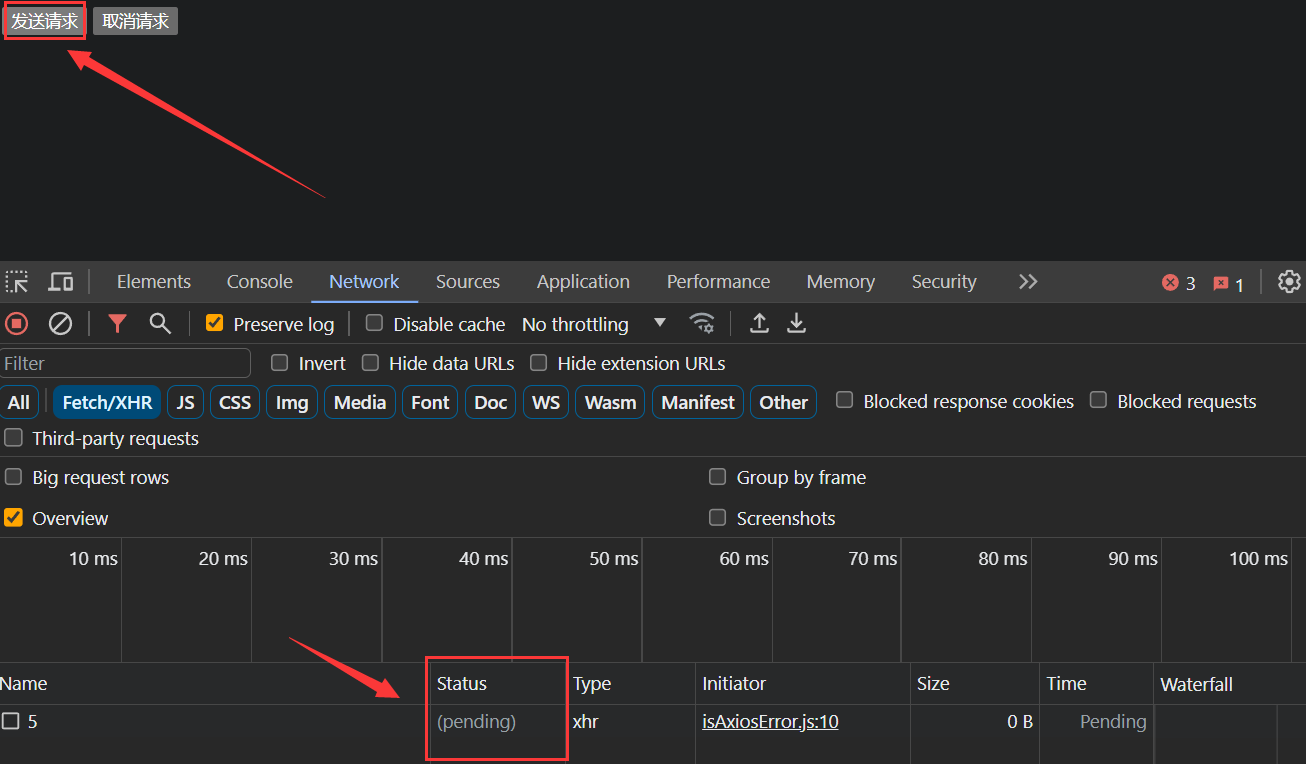 发送请求 取消请求
Elements Console Network Sources Application Performance Memory Security 3 1
Preserve log Disable cache No throttling
Filter Invert Hide data URLs Hide extension URLs
All Fetch/XHR JS CSS Img Media Font Doc WS Wasm Manifest Other Blocked response cookies Blocked requests
Third-party requests
Big request rows Group by frame
Overview Screenshots
10 ms 20 ms 30 ms 40 ms 50 ms 60 ms 70 ms 80 ms 90 ms 100 ms
Name Status Type Initiator Size Time Waterfall
5 (pending) xhr isAxiosError.js:10 0 B Pending